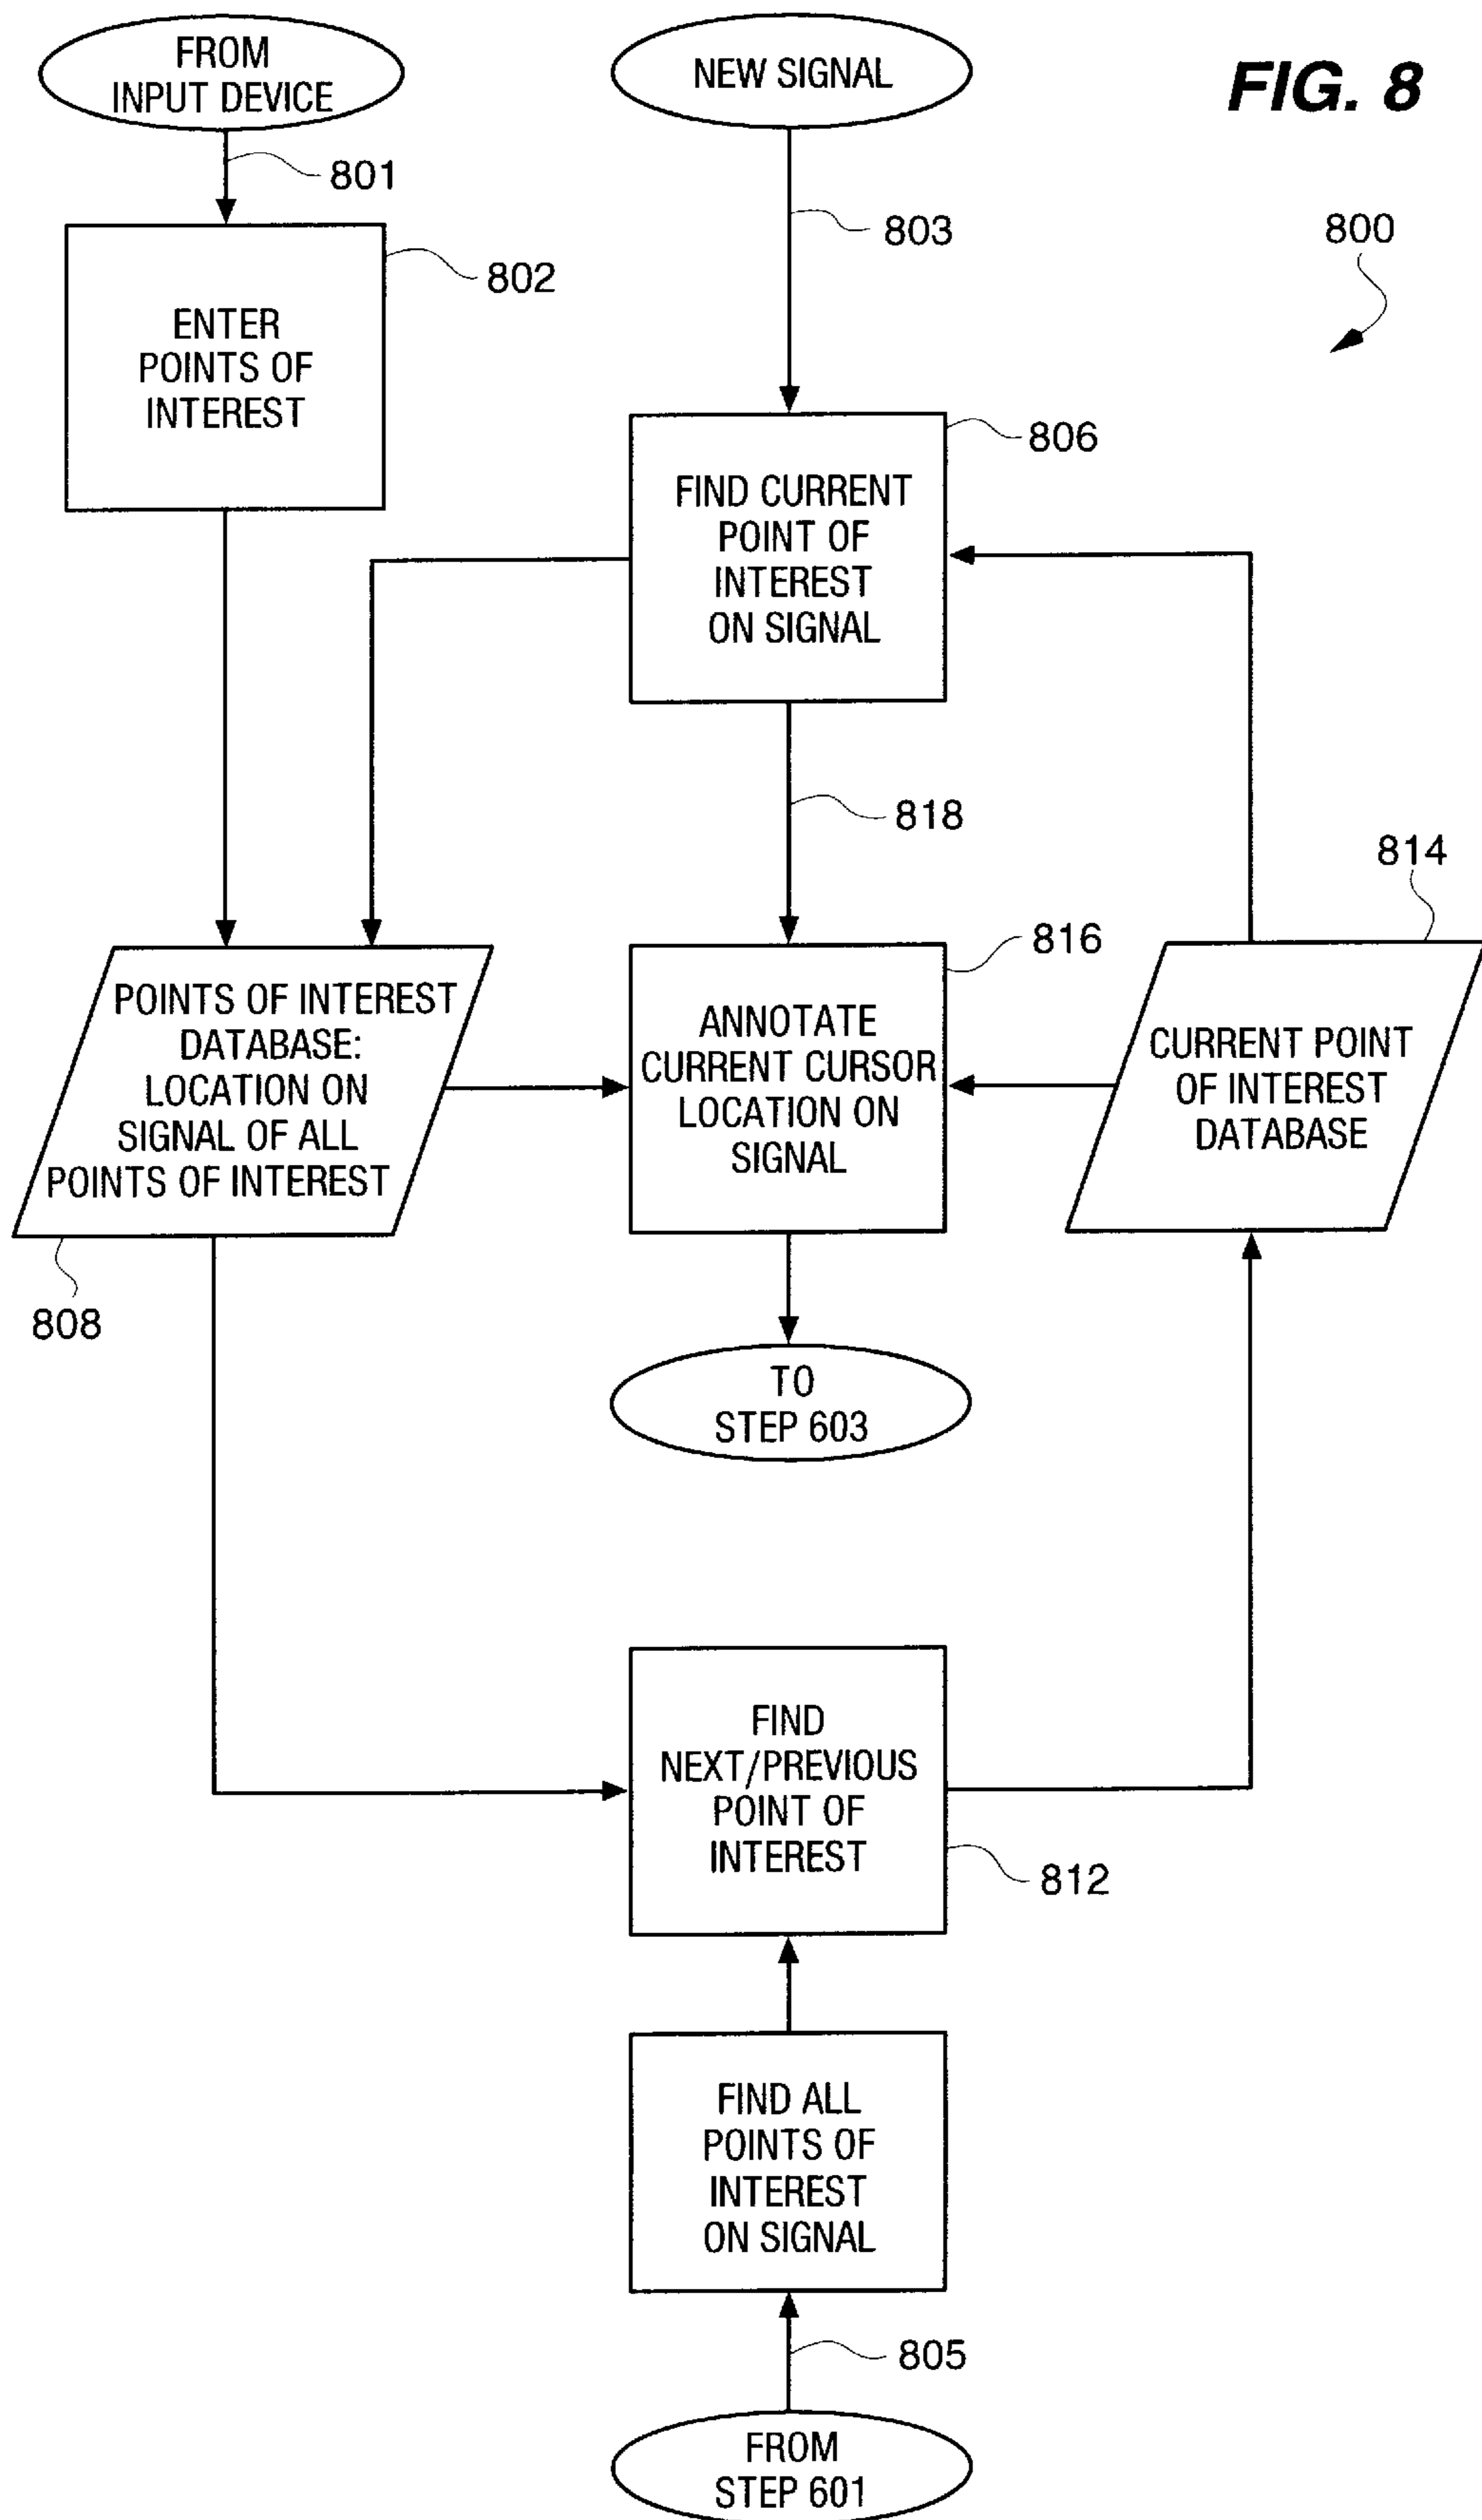 FROM
INPUT DEVICE
NEW SIGNAL
FIG. 8
801
803
800
802
ENTER
POINTS OF
INTEREST
806
FIND CURRENT
POINT OF
INTEREST
ON SIGNAL
818
814
816
POINTS OF INTEREST
DATABASE:
LOCATION ON
SIGNAL OF ALL
POINTS OF INTEREST
ANNOTATE
CURRENT CURSOR
LOCATION ON
SIGNAL
CURRENT POINT
OF INTEREST
DATABASE
808
TO
STEP 603
FIND
NEXT/PREVIOUS
POINT OF
INTEREST
812
FIND ALL
POINTS OF
INTEREST
ON SIGNAL
805
FROM
STEP 601